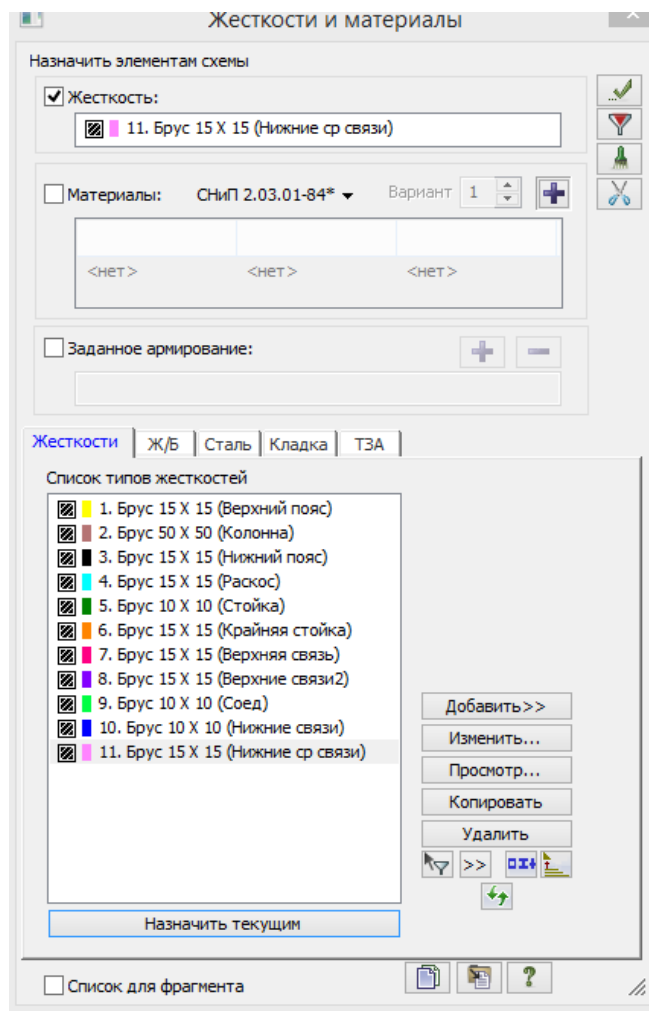 Жесткости и материалы
Назначить элементам схемы
Жесткость:
11. Брус 15 X 15 (Нижние ср связи)
Материалы: СНиП 2.03.01-84* Вариант 1
<нет> <нет> <нет>
Заданное армирование:
Жесткости Ж/Б Сталь Кладка ТЗА
Список типов жесткостей
1. Брус 15 X 15 (Верхний пояс)
2. Брус 50 X 50 (Колонна)
3. Брус 15 X 15 (Нижний пояс)
4. Брус 15 X 15 (Раскос)
5. Брус 10 X 10 (Стойка)
6. Брус 15 X 15 (Крайняя стойка)
7. Брус 15 X 15 (Верхняя связь)
8. Брус 15 X 15 (Верхние связи2)
9. Брус 10 X 10 (Соед)
10. Брус 10 X 10 (Нижние связи)
11. Брус 15 X 15 (Нижние ср связи)
Добавить>>
Изменить...
Просмотр...
Копировать
Удалить
>>
Назначить текущим
Список для фрагмента
?